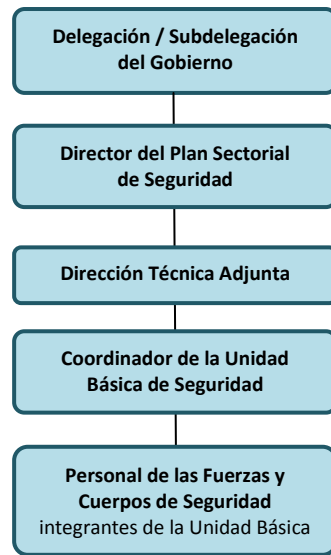 Delegación / Subdelegación
del Gobierno
Director del Plan Sectorial
de Seguridad
Dirección Técnica Adjunta
Coordinador de la Unidad
Básica de Seguridad
Personal de las Fuerzas y
Cuerpos de Seguridad
integrantes de la Unidad Básica